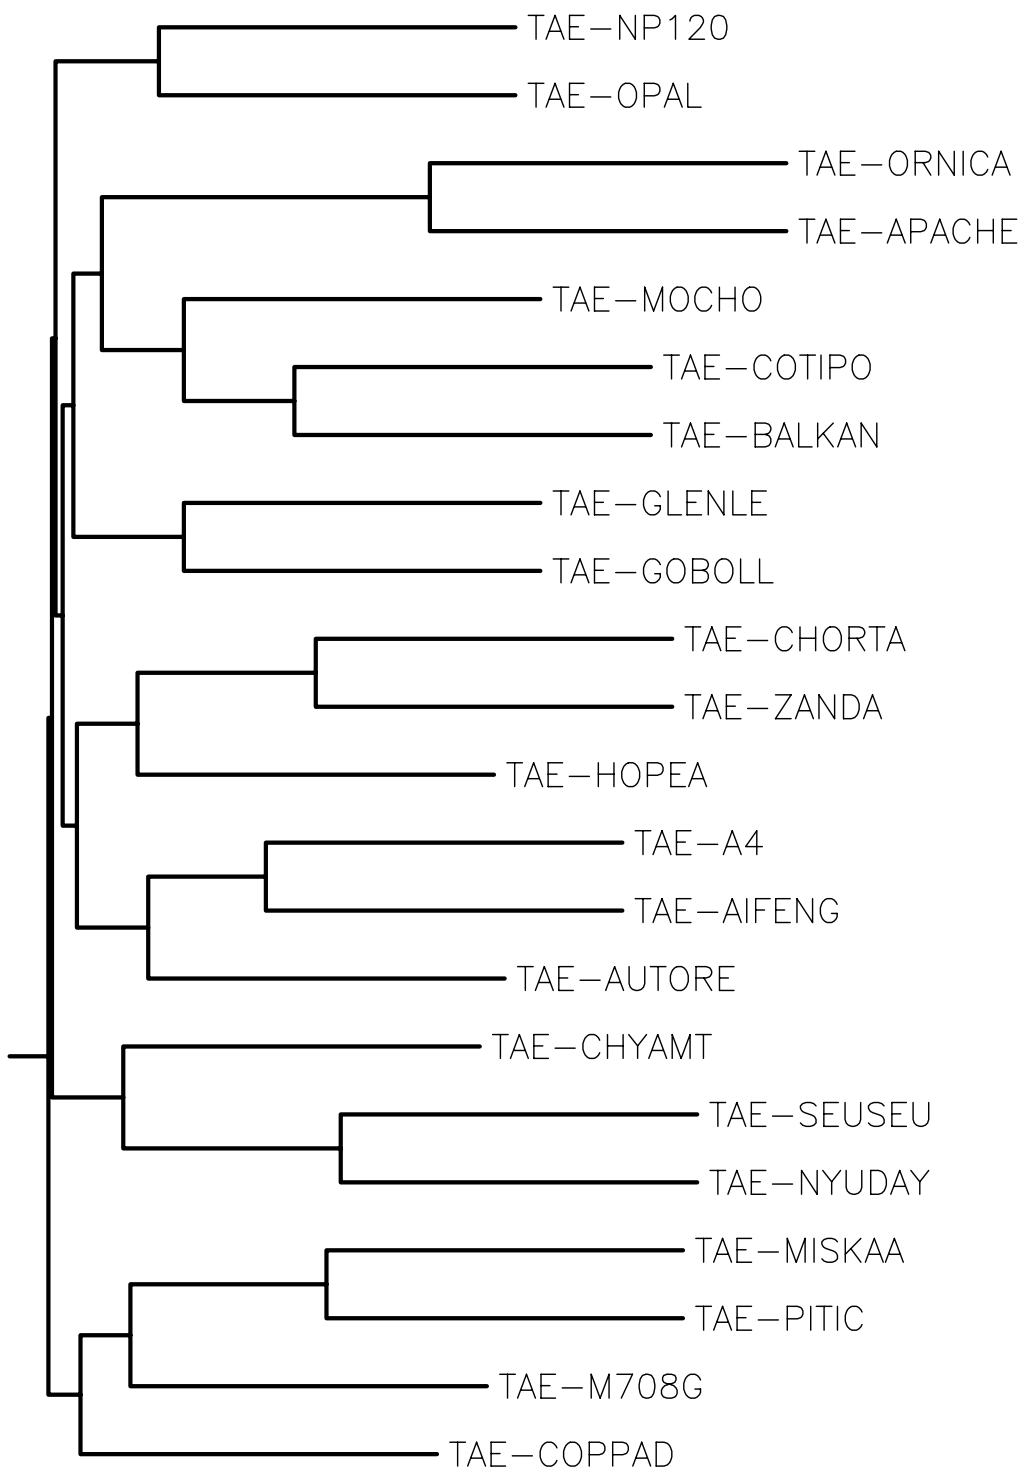 TAE-NP120
TAE-OPAL
TAE-ORNICA
TAE-APACHE
TAE-MOCHO
TAE-COTIPO
TAE-BALKAN
TAE-GLENLE
TAE-GOBOLL
TAE-CHORTA
TAE-ZANDA
TAE-HOPEA
TAE-A4
TAE-AIFENG
TAE-AUTORE
TAE-CHYAMT
TAE-SEUSEU
TAE-NYUDAY
TAE-MISKAA
TAE-PITIC
TAE-M708G
TAE-COPPAD